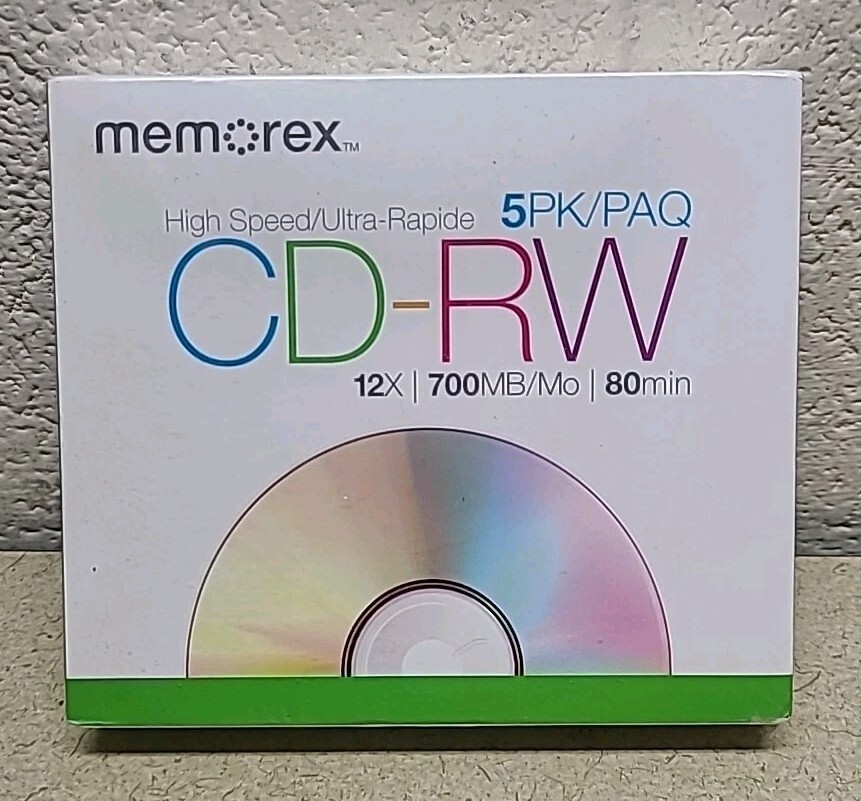 memorex™
High Speed/Ultra-Rapide 5PK/PAQ
CD-RW
12X | 700MB/Mo | 80min